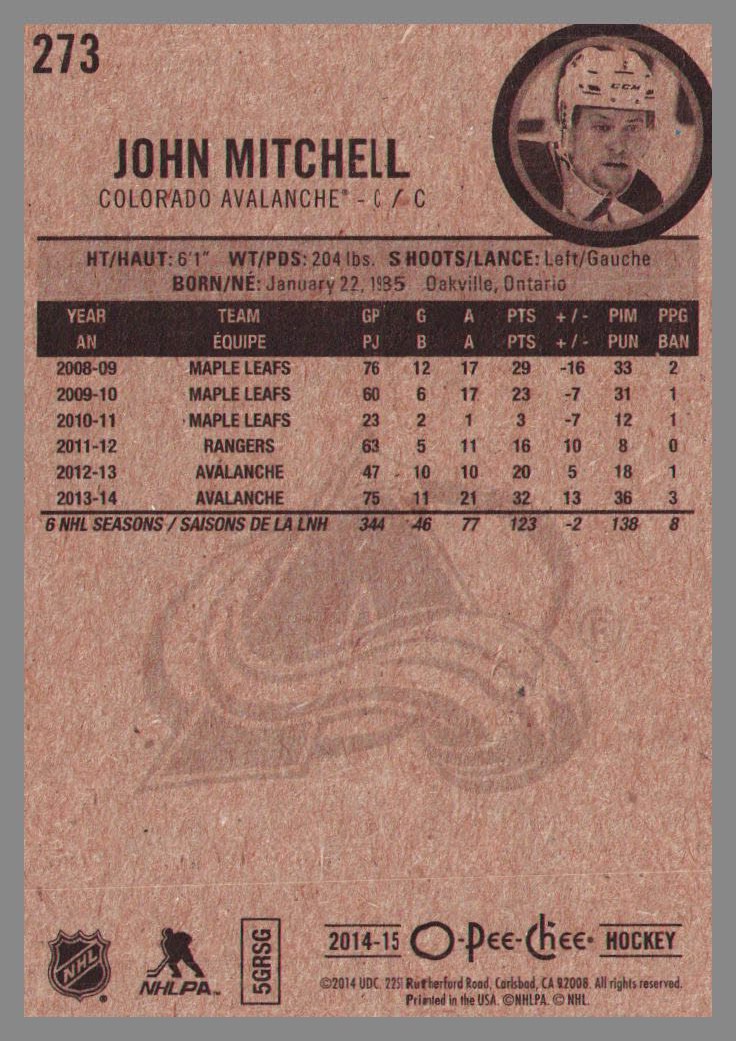 273
CCM
JOHN MITCHELL
COLORADO AVALANCHE® - C / C
HT/HAUT: 6'1" WT/PDS: 204 lbs. SHOOTS/LANCE: Left/Gauche
BORN/NÉ: January 22, 1985 Oakville, Ontario
YEAR TEAM GP G A PTS +/- PIM PPG
AN ÉQUIPE PJ B A PTS +/- PUN BAN
2008-09 MAPLE LEAFS 76 12 17 29 -16 33 2
2009-10 MAPLE LEAFS 60 6 17 23 -7 31 1
2010-11 MAPLE LEAFS 23 2 1 3 -7 12 1
2011-12 RANGERS 63 5 11 16 10 8 0
2012-13 AVALANCHE 47 10 10 20 5 18 1
2013-14 AVALANCHE 75 11 21 32 13 36 3
6 NHL SEASONS / SAISONS DE LA LNH 344 46 77 123 -2 138 8
®
NHL ®
NHLPA™
5GRSG
2014-15 O-Pee-Chee® HOCKEY
©2014 UDC. 2251 Rutherford Road, Carlsbad, CA 92008. All rights reserved.
Printed in the USA. ©NHLPA. © NHL.